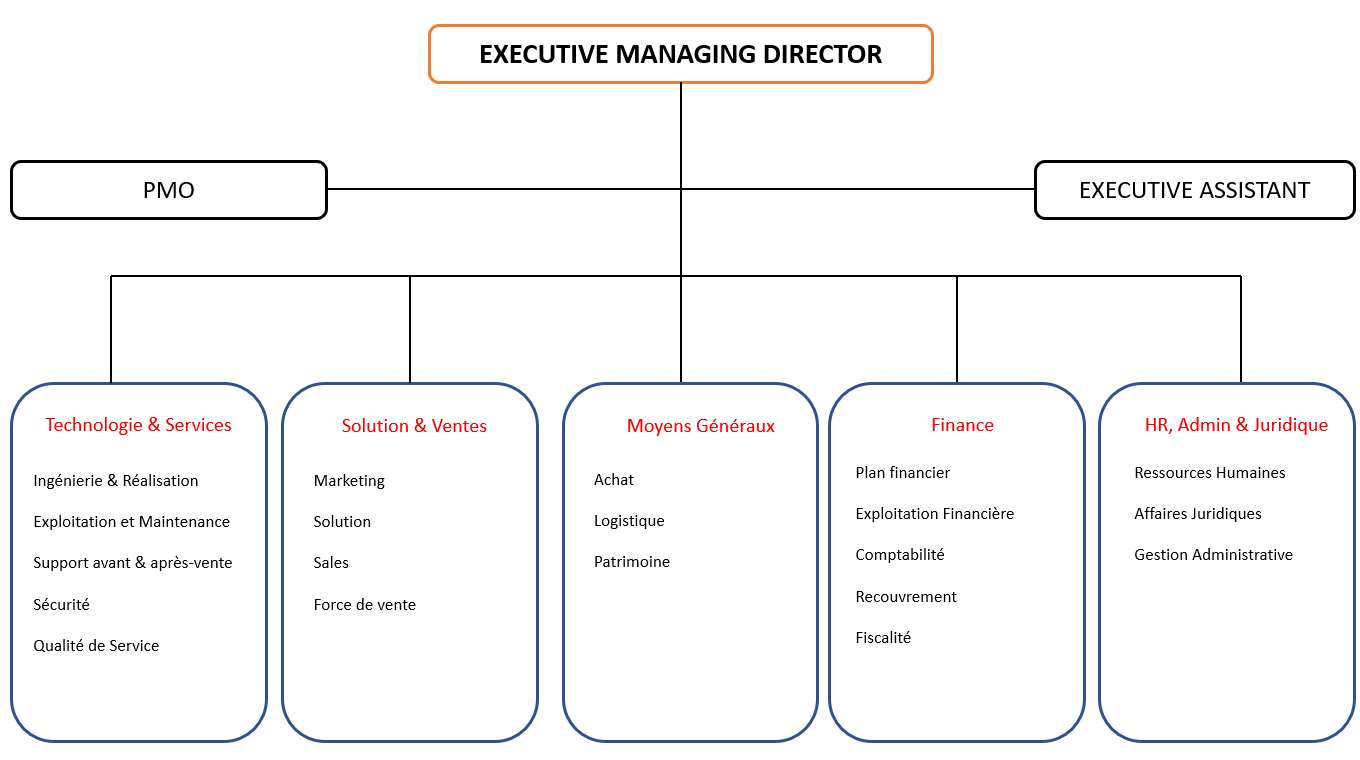 EXECUTIVE MANAGING DIRECTOR
PMO
EXECUTIVE ASSISTANT
Technologie & Services
Ingénierie & Réalisation
Exploitation et Maintenance
Support avant & après-vente
Sécurité
Qualité de Service
Solution & Ventes
Marketing
Solution
Sales
Force de vente
Moyens Généraux
Achat
Logistique
Patrimoine
Finance
Plan financier
Exploitation Financière
Comptabilité
Recouvrement
Fiscalité
HR, Admin & Juridique
Ressources Humaines
Affaires Juridiques
Gestion Administrative